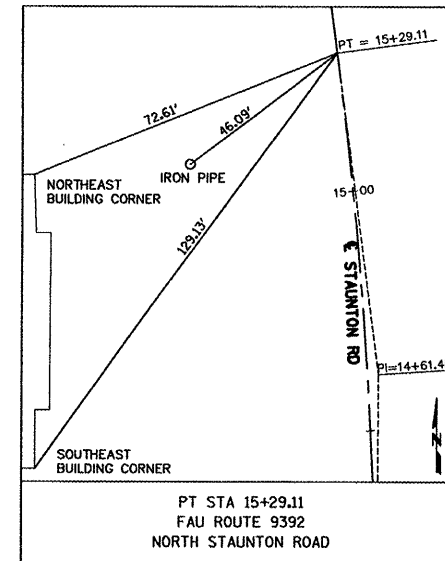 PT = 15+29.11
72.61'
46.09'
IRON PIPE
NORTHEAST
BUILDING CORNER
15+00
129.13'
℄ STAUNTON RD
PI=14+61.4
N
SOUTHEAST
BUILDING CORNER
PT STA 15+29.11
FAU ROUTE 9392
NORTH STAUNTON ROAD